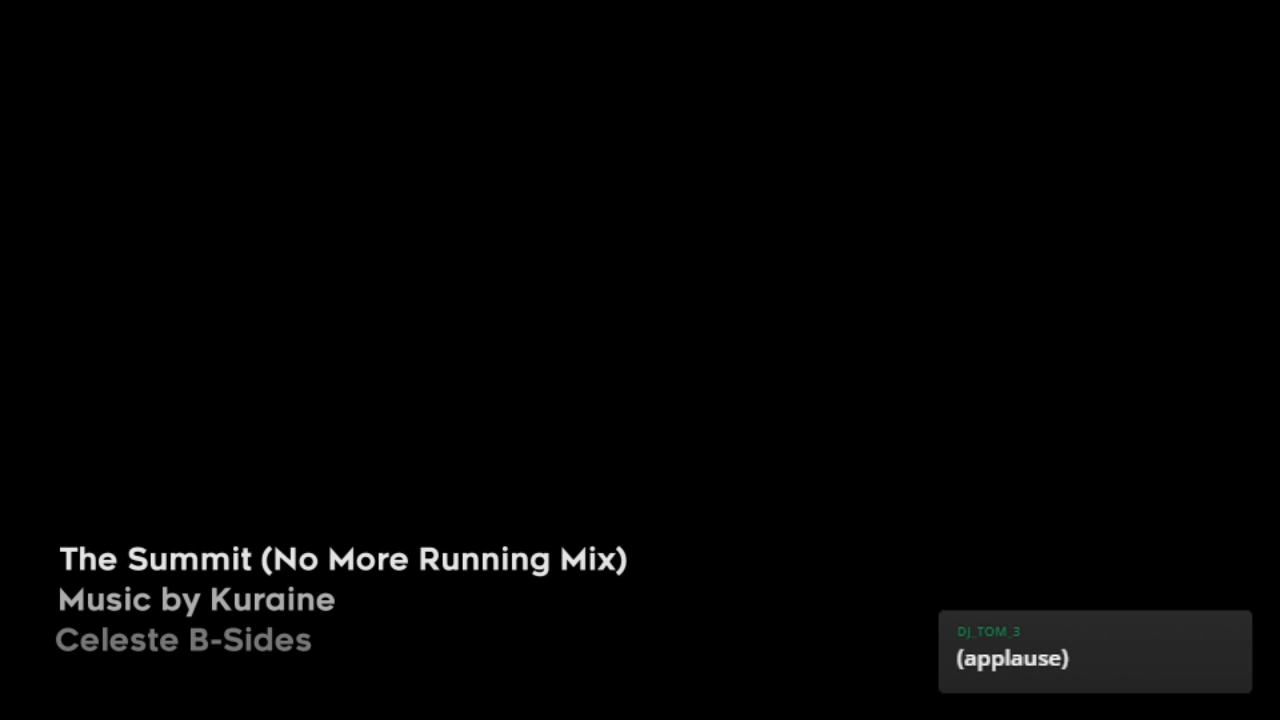 The Summit (No More Running Mix)
Music by Kuraine
Celeste B-Sides
DJ_TOM_3
(applause)